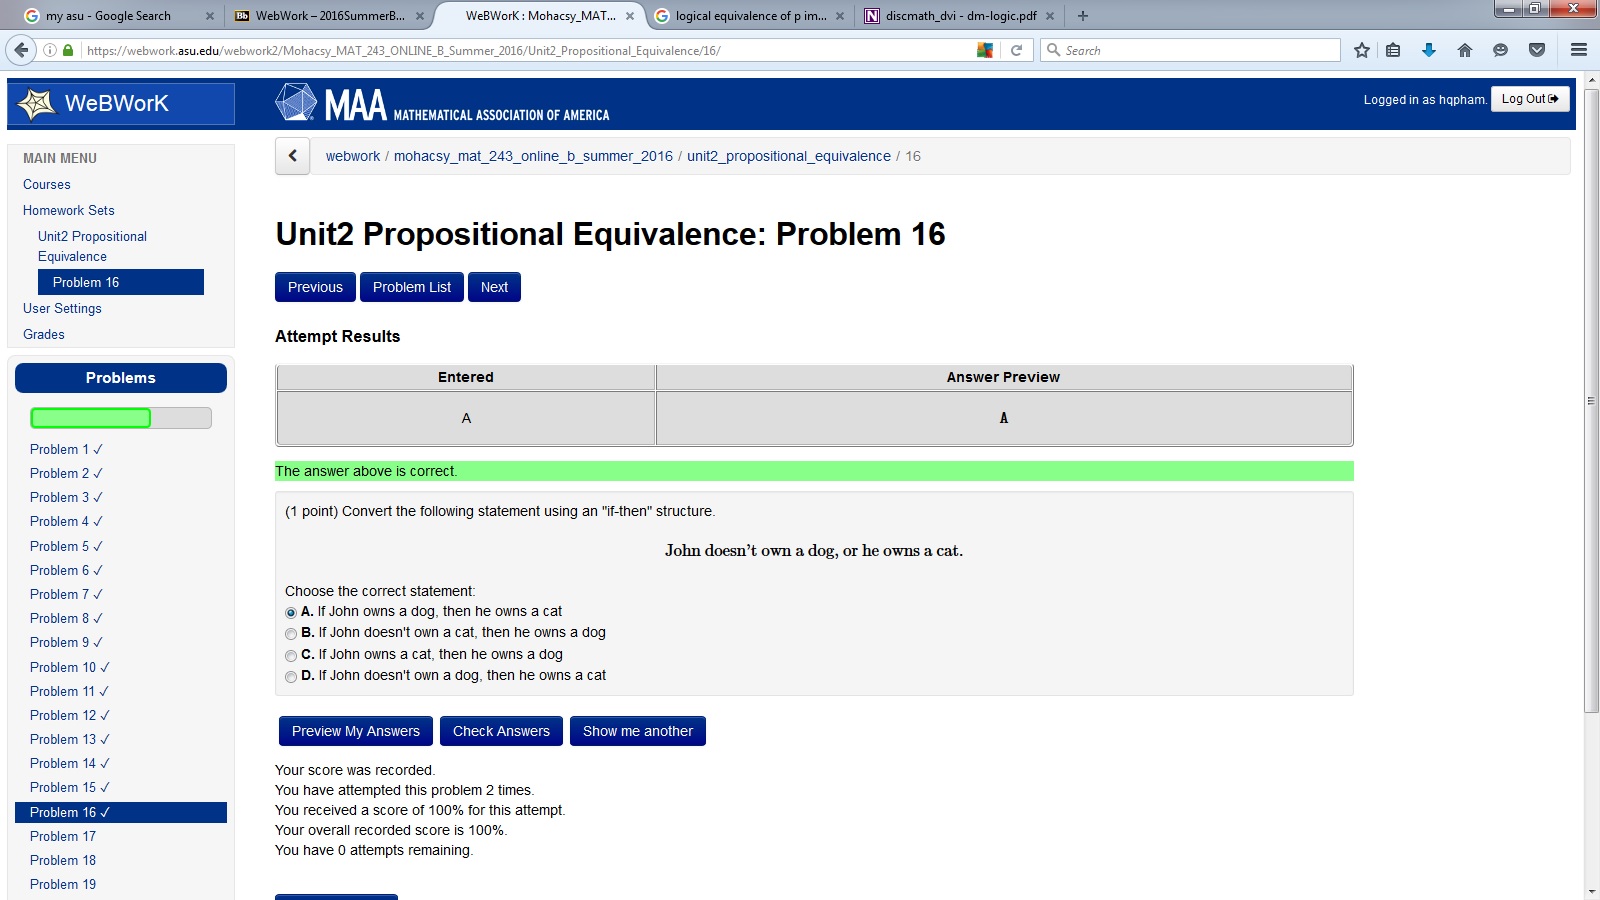 my asu - Google Search
WebWork – 2016SummerB...
WeBWorK : Mohacsy_MAT...
logical equivalence of p im...
discmath_dvi - dm-logic.pdf
https://webwork.asu.edu/webwork2/Mohacsy_MAT_243_ONLINE_B_Summer_2016/Unit2_Propositional_Equivalence/16/
Search
WeBWorK
MAA MATHEMATICAL ASSOCIATION OF AMERICA
Logged in as hqpham.
Log Out
MAIN MENU
Courses
Homework Sets
Unit2 Propositional
Equivalence
Problem 16
User Settings
Grades
Problems
Problem 1 ✓
Problem 2 ✓
Problem 3 ✓
Problem 4 ✓
Problem 5 ✓
Problem 6 ✓
Problem 7 ✓
Problem 8 ✓
Problem 9 ✓
Problem 10 ✓
Problem 11 ✓
Problem 12 ✓
Problem 13 ✓
Problem 14 ✓
Problem 15 ✓
Problem 16 ✓
Problem 17
Problem 18
Problem 19
webwork / mohacsy_mat_243_online_b_summer_2016 / unit2_propositional_equivalence / 16
Unit2 Propositional Equivalence: Problem 16
Previous Problem List Next
Attempt Results
Entered Answer Preview
A A
The answer above is correct.
(1 point) Convert the following statement using an "if-then" structure.
John doesn't own a dog, or he owns a cat.
Choose the correct statement:
A. If John owns a dog, then he owns a cat
B. If John doesn't own a cat, then he owns a dog
C. If John owns a cat, then he owns a dog
D. If John doesn't own a dog, then he owns a cat
Preview My Answers Check Answers Show me another
Your score was recorded.
You have attempted this problem 2 times.
You received a score of 100% for this attempt.
Your overall recorded score is 100%.
You have 0 attempts remaining.